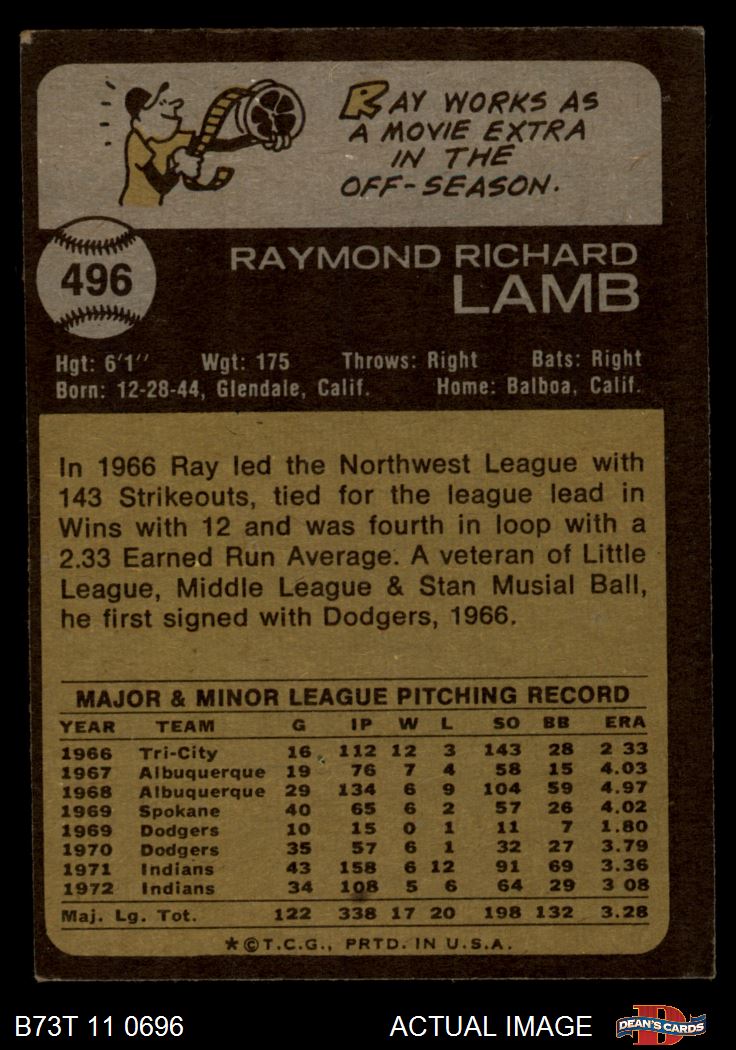 RAY WORKS AS
A MOVIE EXTRA
IN THE
OFF-SEASON.
496
RAYMOND RICHARD
LAMB
Hgt: 6'1" Wgt: 175 Throws: Right Bats: Right
Born: 12-28-44, Glendale, Calif. Home: Balboa, Calif.
In 1966 Ray led the Northwest League with
143 Strikeouts, tied for the league lead in
Wins with 12 and was fourth in loop with a
2.33 Earned Run Average. A veteran of Little
League, Middle League & Stan Musial Ball,
he first signed with Dodgers, 1966.
MAJOR & MINOR LEAGUE PITCHING RECORD
YEAR TEAM G IP W L SO BB ERA
1966 Tri-City 16 112 12 3 143 28 2 33
1967 Albuquerque 19 76 7 4 58 15 4.03
1968 Albuquerque 29 134 6 9 104 59 4.97
1969 Spokane 40 65 6 2 57 26 4.02
1969 Dodgers 10 15 0 1 11 7 1.80
1970 Dodgers 35 57 6 1 32 27 3.79
1971 Indians 43 158 6 12 91 69 3.36
1972 Indians 34 108 5 6 64 29 3 08
Maj. Lg. Tot. 122 338 17 20 198 132 3.28
★©T.C.G., PRTD. IN U.S.A.
B73T 11 0696 ACTUAL IMAGE D DEAN'S CARDS